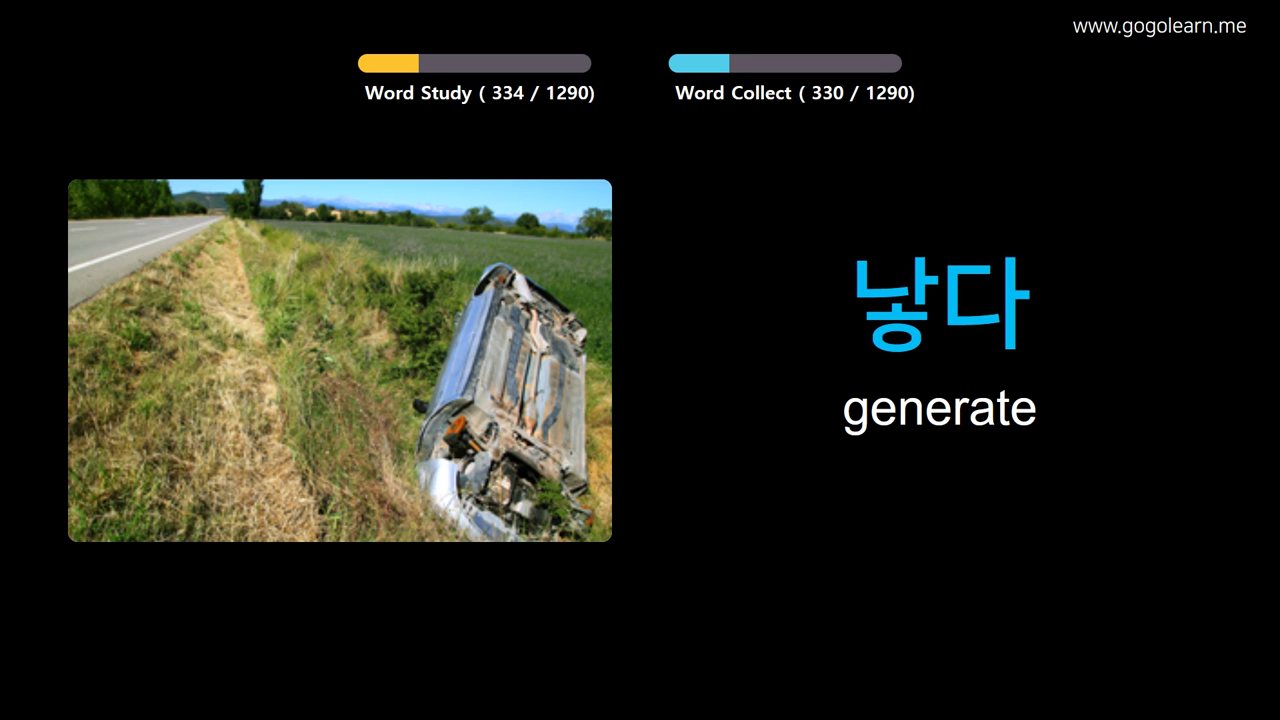 www.gogolearn.me
Word Study ( 334 / 1290)
Word Collect ( 330 / 1290)
낳다
generate